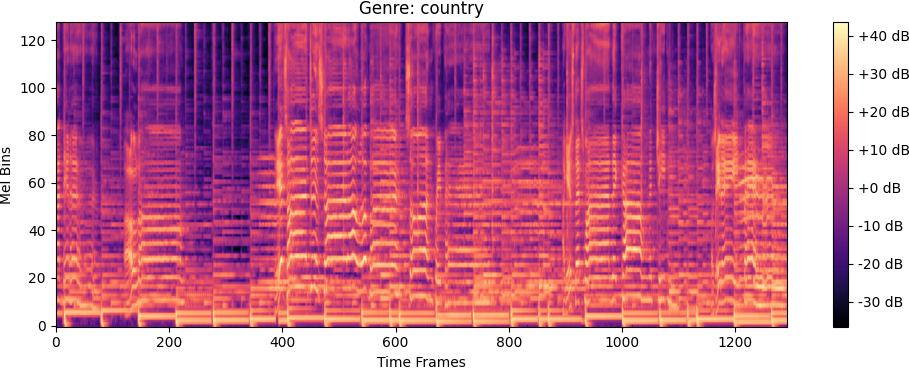 Genre: country
120
100
80
60
40
20
0
Mel Bins
0 200 400 600 800 1000 1200
Time Frames
+40 dB
+30 dB
+20 dB
+10 dB
+0 dB
-10 dB
-20 dB
-30 dB